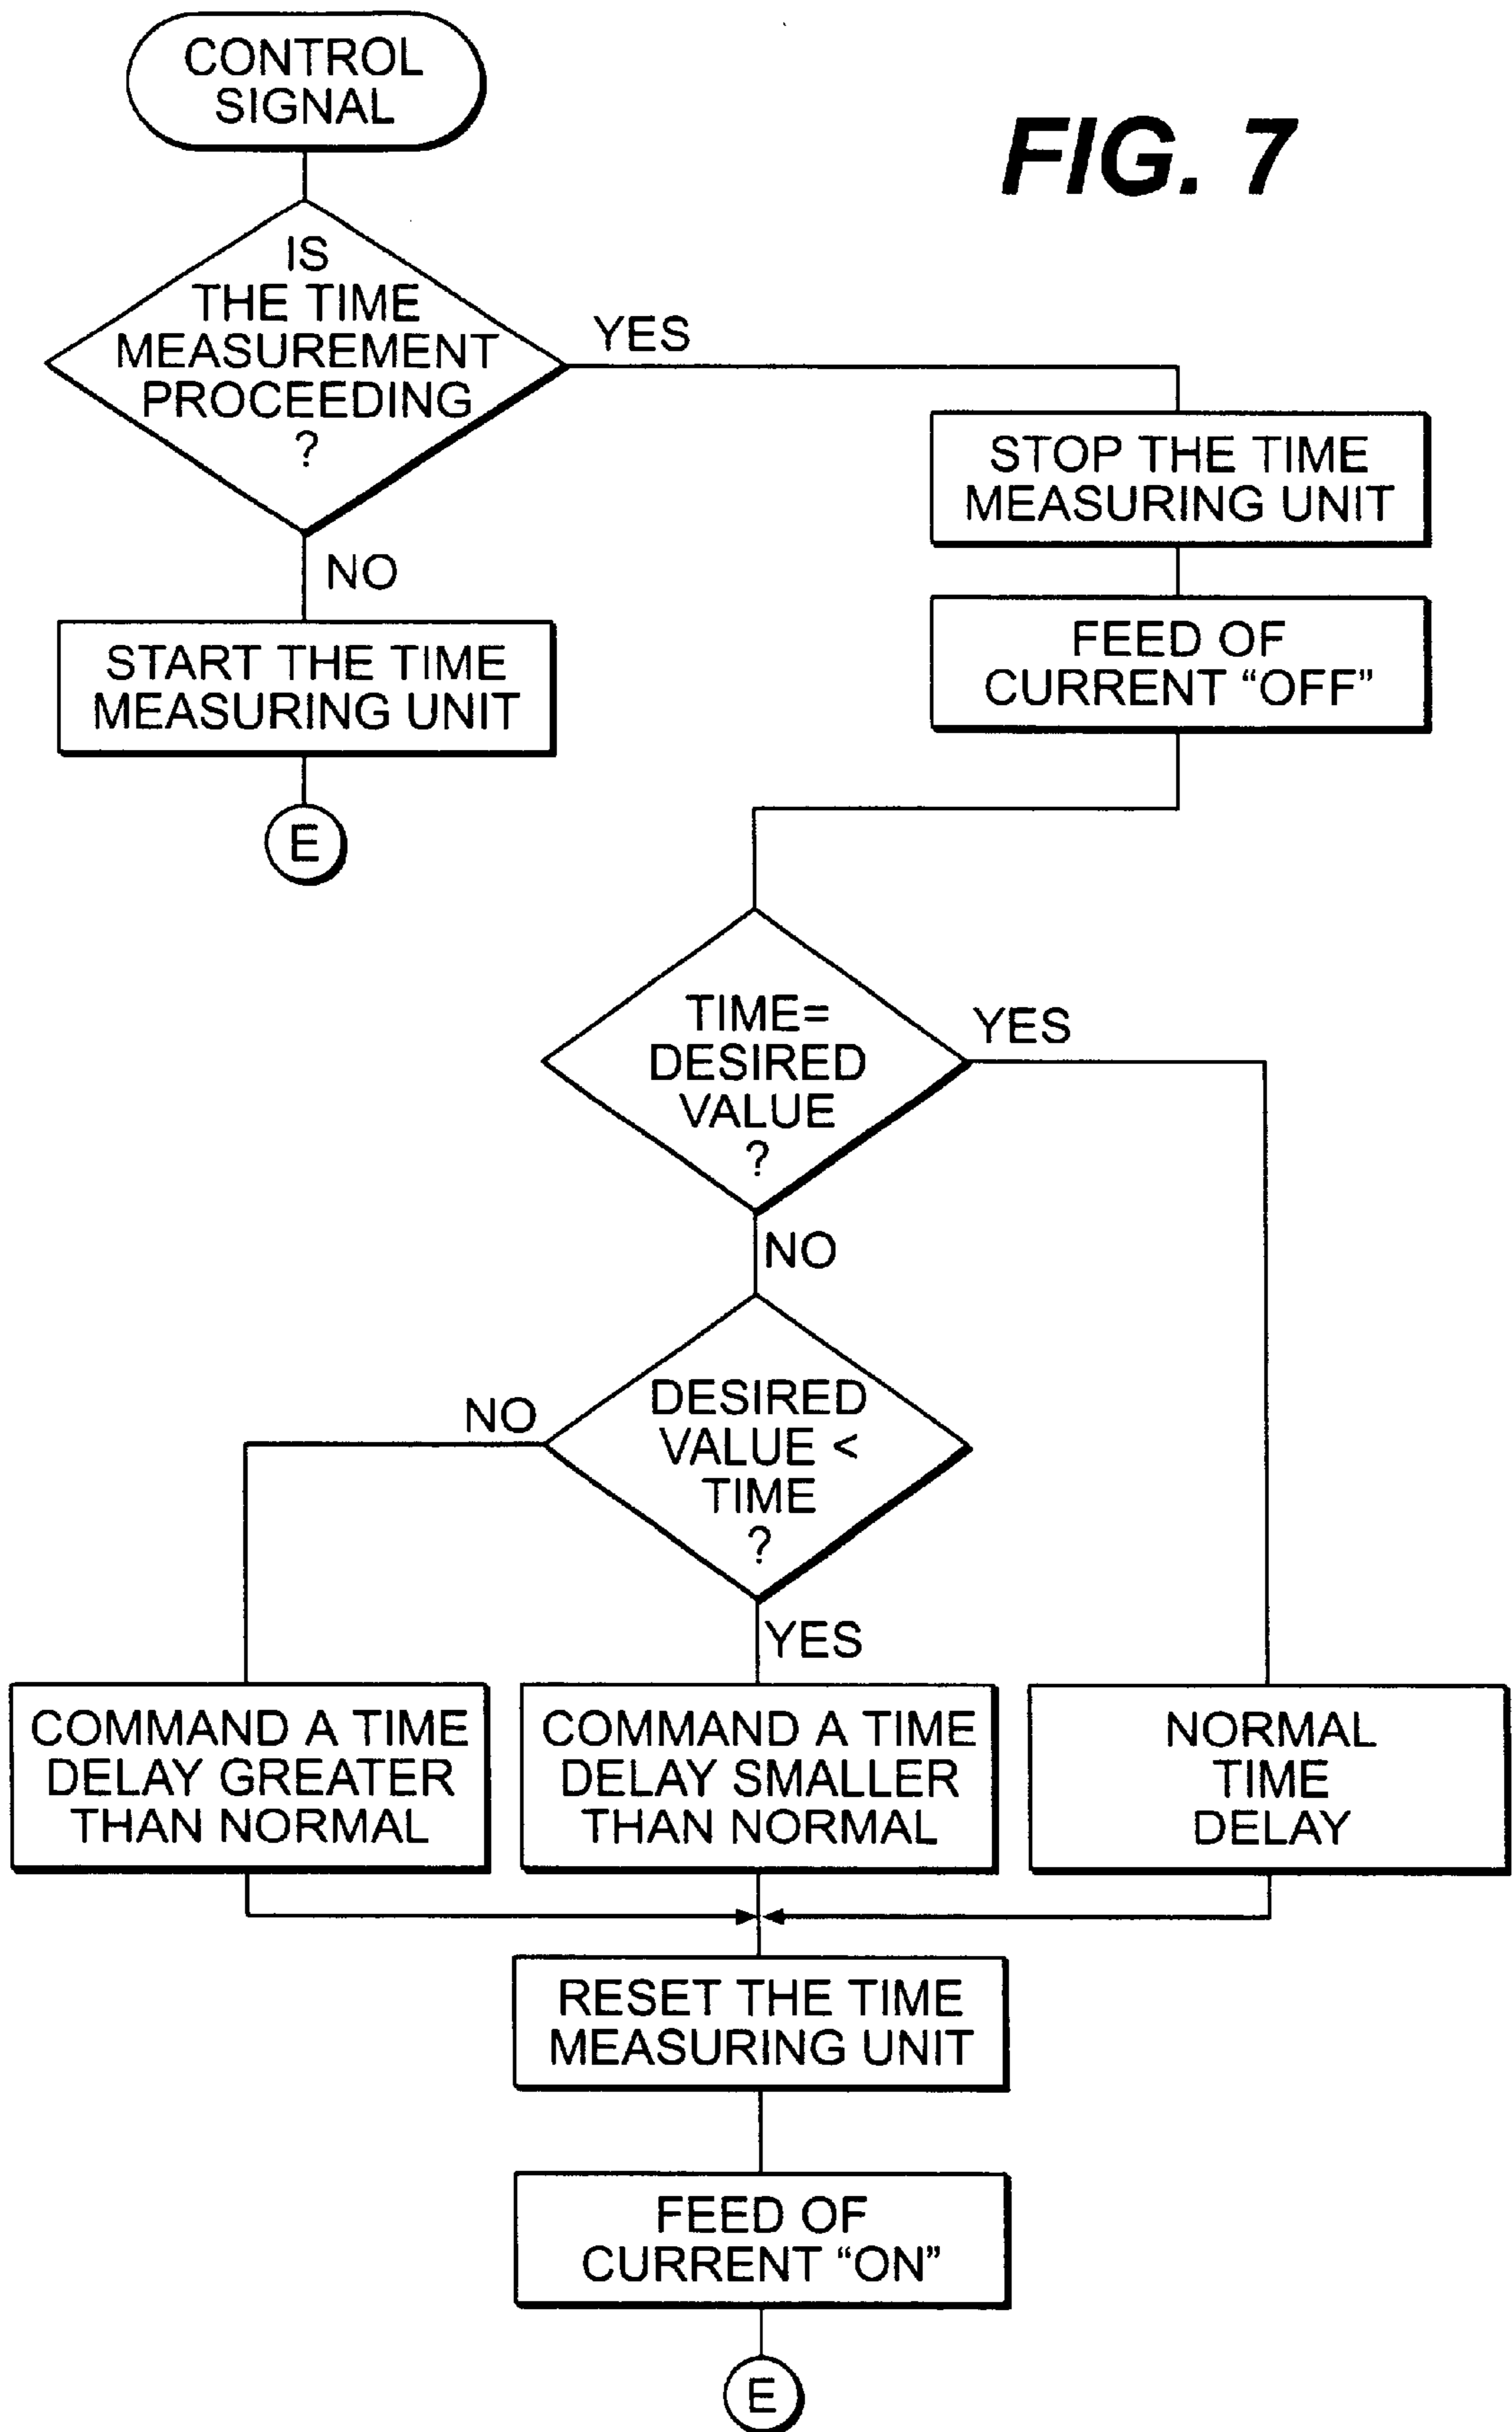 CONTROL
SIGNAL
FIG. 7
IS
THE TIME
MEASUREMENT
PROCEEDING
?
YES
NO
STOP THE TIME
MEASURING UNIT
FEED OF
CURRENT “OFF”
START THE TIME
MEASURING UNIT
E
TIME=
DESIRED
VALUE
?
YES
NO
DESIRED
VALUE <
TIME
?
NO
YES
COMMAND A TIME
DELAY GREATER
THAN NORMAL
COMMAND A TIME
DELAY SMALLER
THAN NORMAL
NORMAL
TIME
DELAY
RESET THE TIME
MEASURING UNIT
FEED OF
CURRENT “ON”
E